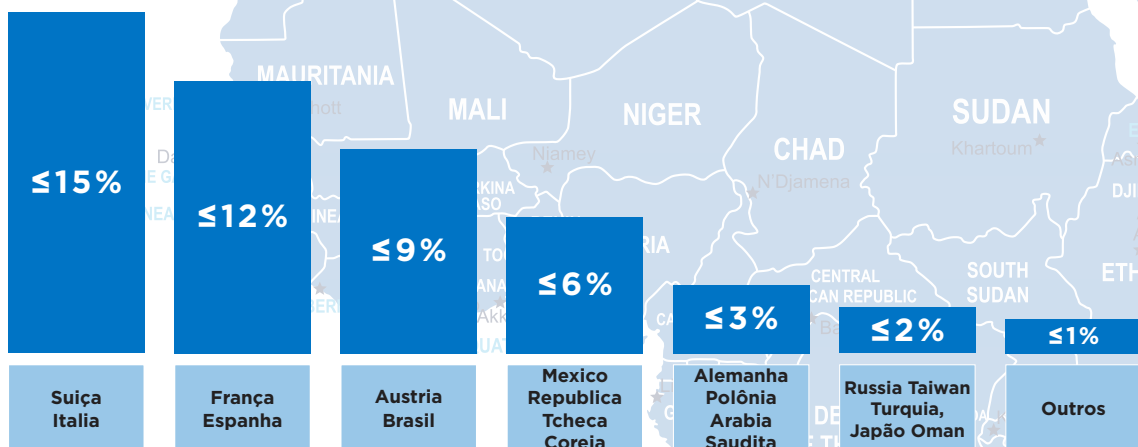 MAURITANIA
MALI
NIGER
SUDAN
Khartoum
CHAD
N'Djamena
Niamey
SOUTH
SUDAN
CENTRAL
CAN REPUBLIC
≤15%
≤12%
≤9%
≤6%
≤3%
≤2%
≤1%
Suiça
Italia
França
Espanha
Austria
Brasil
Mexico
Republica
Tcheca
Coreia
Alemanha
Polônia
Arabia
Saudita
Russia Taiwan
Turquia,
Japão Oman
Outros